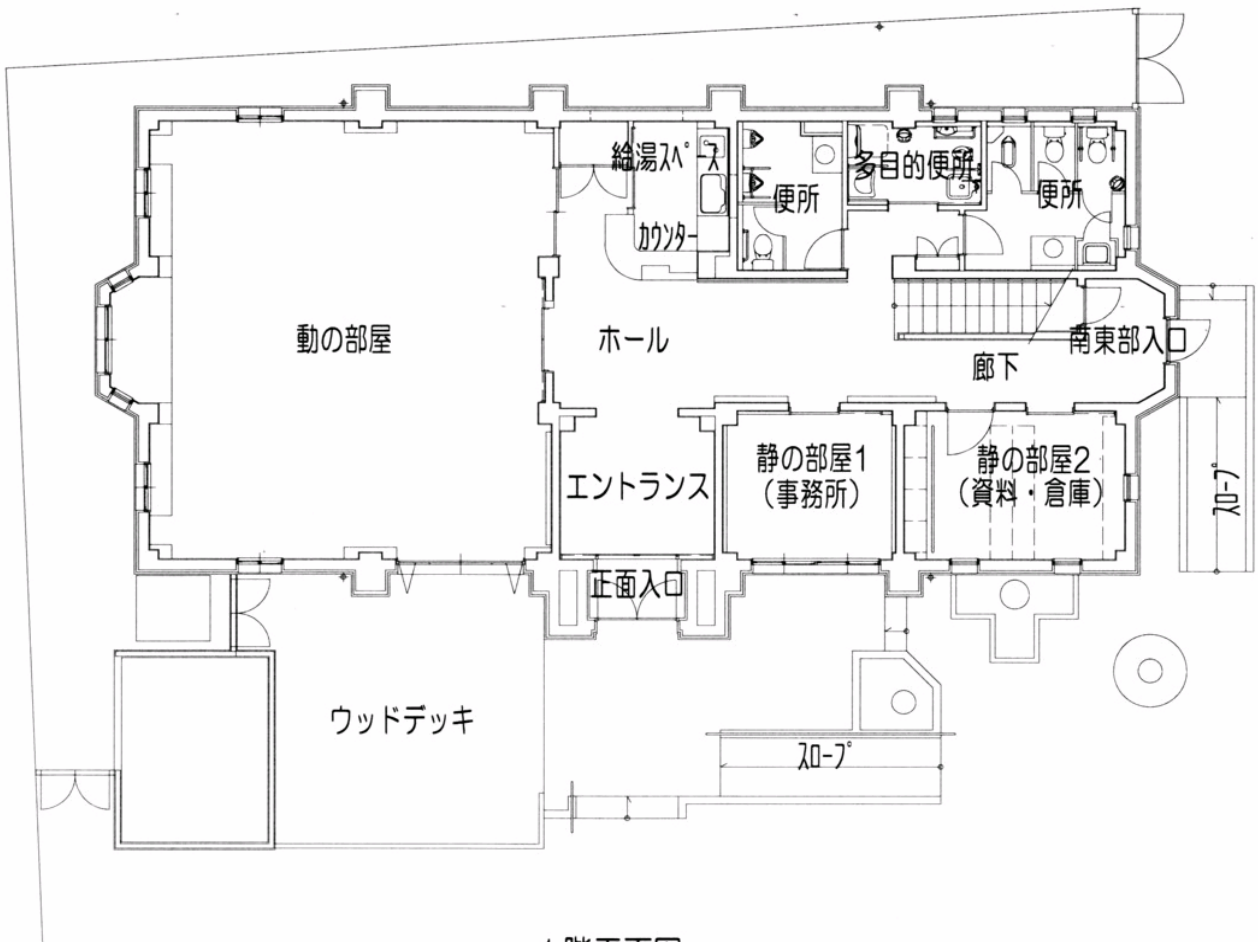 給湯スペース
多目的便所
便所
便所
カウンター
動の部屋
ホール
南東部入
廊下
エントランス
静の部屋1
(事務所)
静の部屋2
(資料・倉庫)
スロープ
正面入口
ウッドデッキ
スロープ